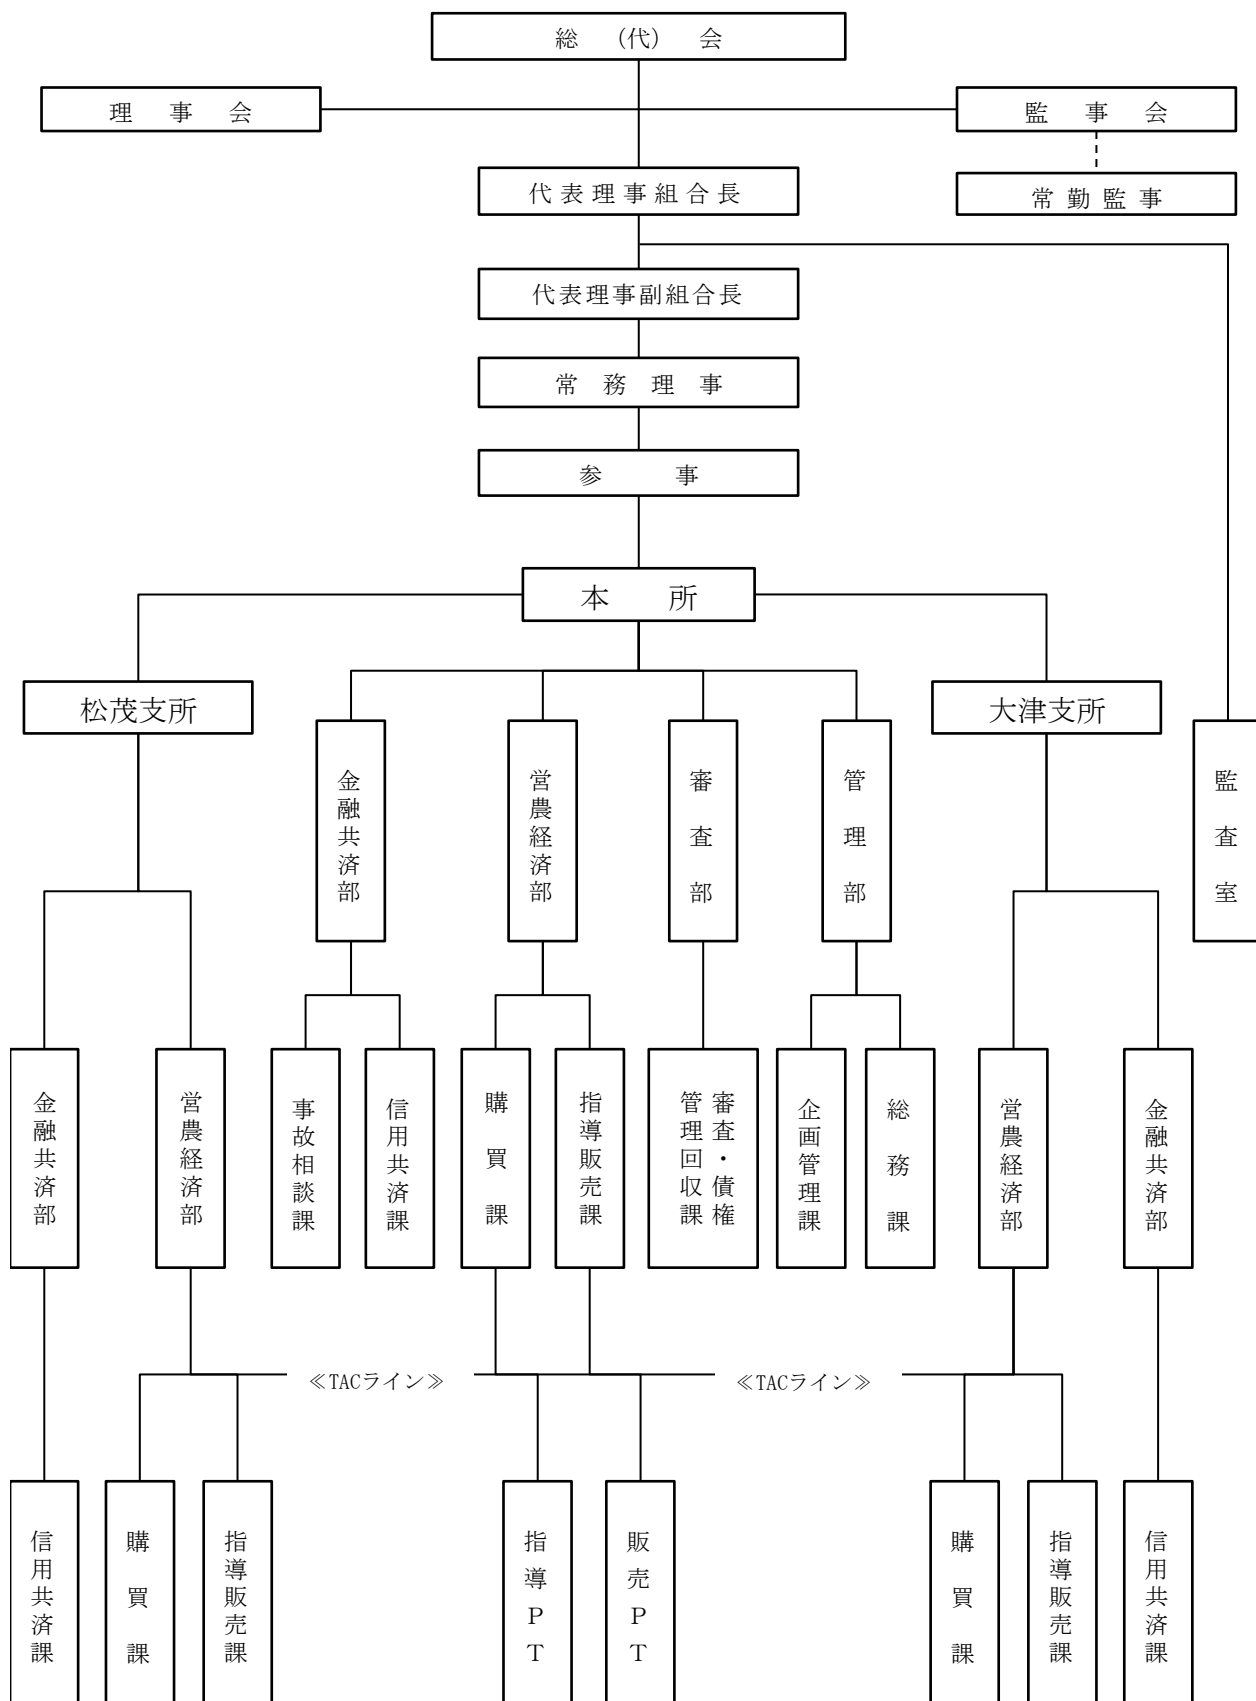 総 (代) 会
理事会
監事会
代表理事組合長
常勤監事
代表理事副組合長
常務理事
参事
本所
松茂支所
大津支所
金融共済部
営農経済部
審査部
管理部
監査室
金融共済部
営農経済部
事故相談課
信用共済課
購買課
指導販売課
審査・債権
管理回収課
企画管理課
総務課
営農経済部
金融共済部
≪TACライン≫
≪TACライン≫
信用共済課
購買課
指導販売課
指導PT
販売PT
購買課
指導販売課
信用共済課